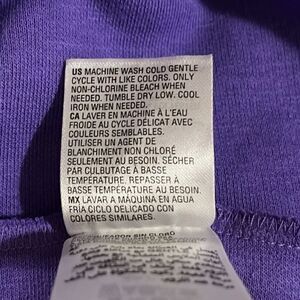 US MACHINE WASH COLD GENTLE
CYCLE WITH LIKE COLORS. ONLY
NON-CHLORINE BLEACH WHEN
NEEDED. TUMBLE DRY LOW. COOL
IRON WHEN NEEDED.
CA LAVER EN MACHINE À L'EAU
FROIDE AU CYCLE DÉLICAT AVEC
COULEURS SEMBLABLES.
UTILISER UN AGENT DE
BLANCHIMENT NON CHLORÉ
SEULEMENT AU BESOIN. SÉCHER
PAR CULBUTAGE À BASSE
TEMPÉRATURE. REPASSER À
BASSE TEMPÉRATURE AU BESOIN.
MX LAVAR A MÁQUINA EN AGUA
FRÍA CICLO DELICADO CON
COLORES SIMILARES.
SIN CLORO